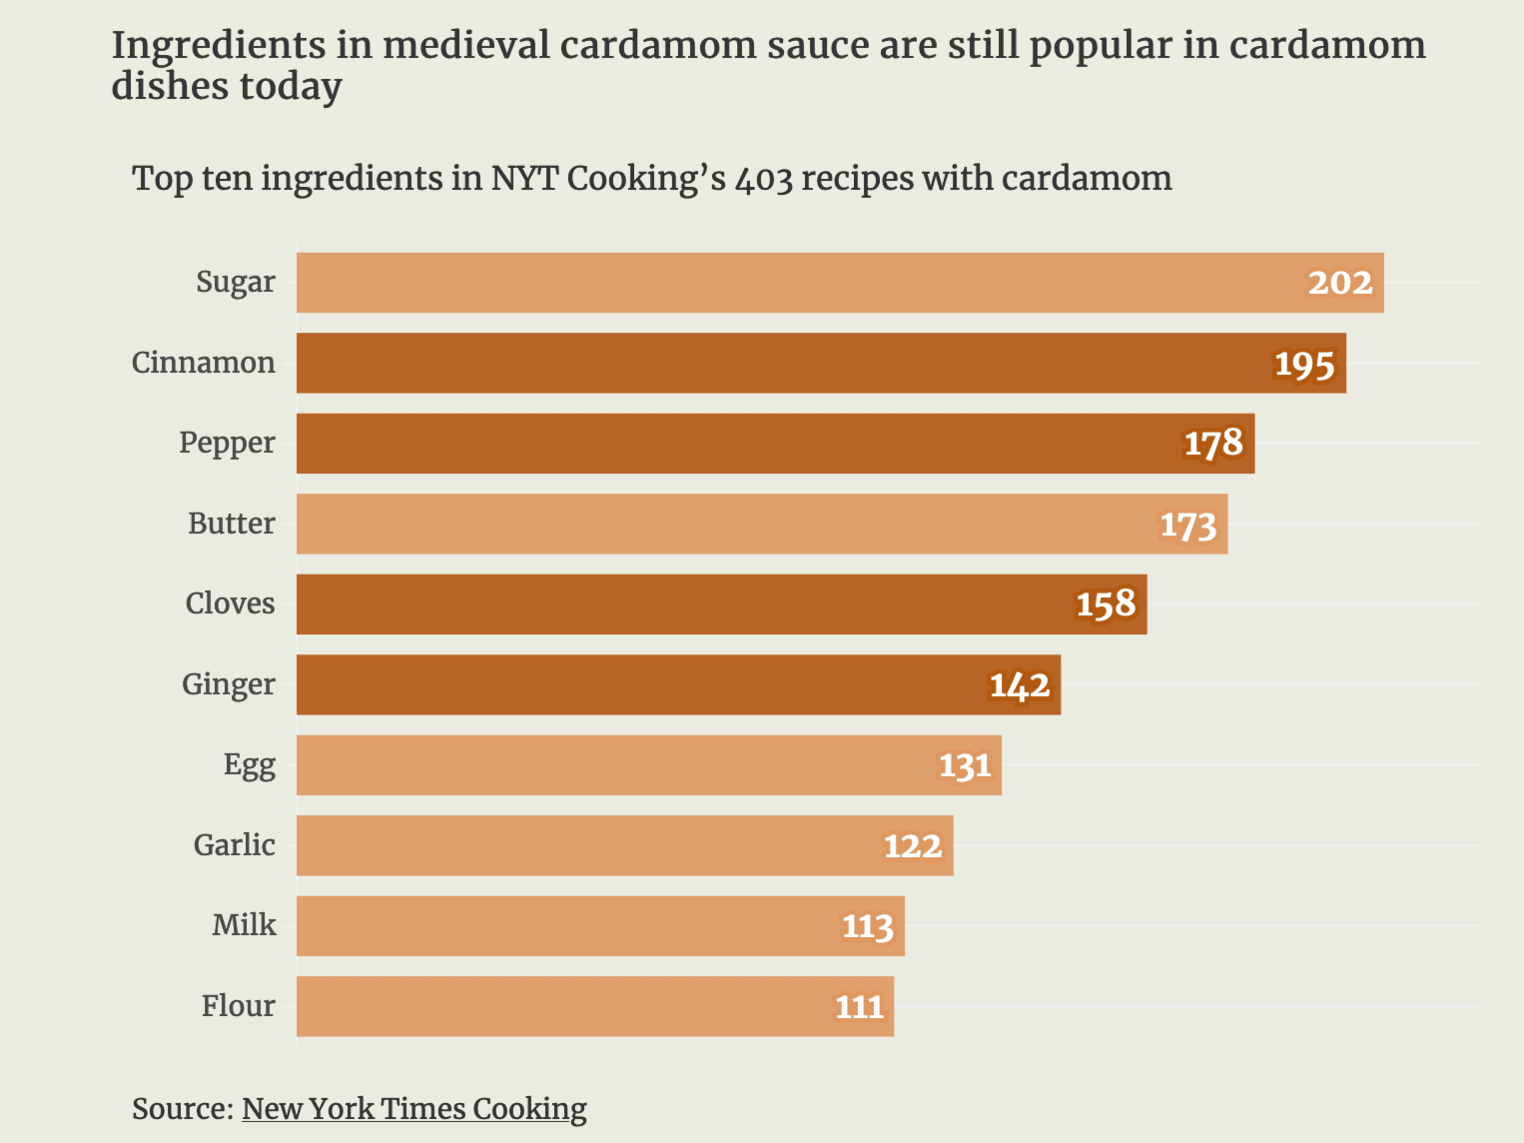 Ingredients in medieval cardamom sauce are still popular in cardamom
dishes today
Top ten ingredients in NYT Cooking’s 403 recipes with cardamom
Sugar 202
Cinnamon 195
Pepper 178
Butter 173
Cloves 158
Ginger 142
Egg 131
Garlic 122
Milk 113
Flour 111
Source: New York Times Cooking